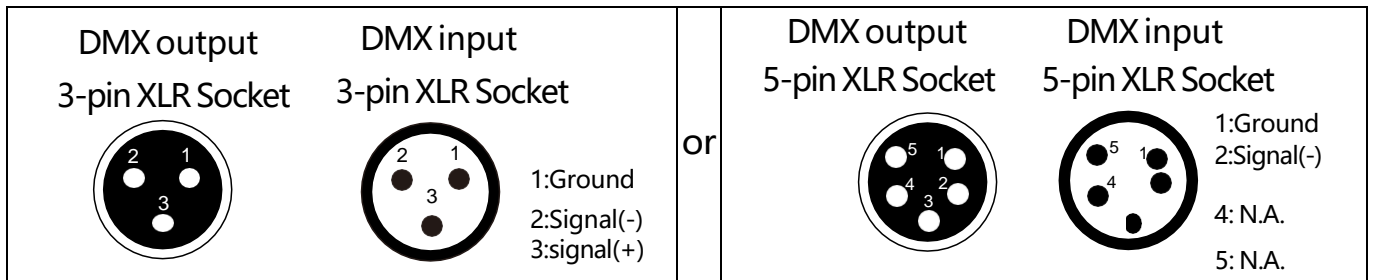 DMX output
3-pin XLR Socket
2 1
3
DMX input
3-pin XLR Socket
2 1
3
1:Ground
2:Signal(-)
3:signal(+)
or
DMX output
5-pin XLR Socket
5 1
4 2
3
DMX input
5-pin XLR Socket
5 1
4
1:Ground
2:Signal(-)
4: N.A.
5: N.A.